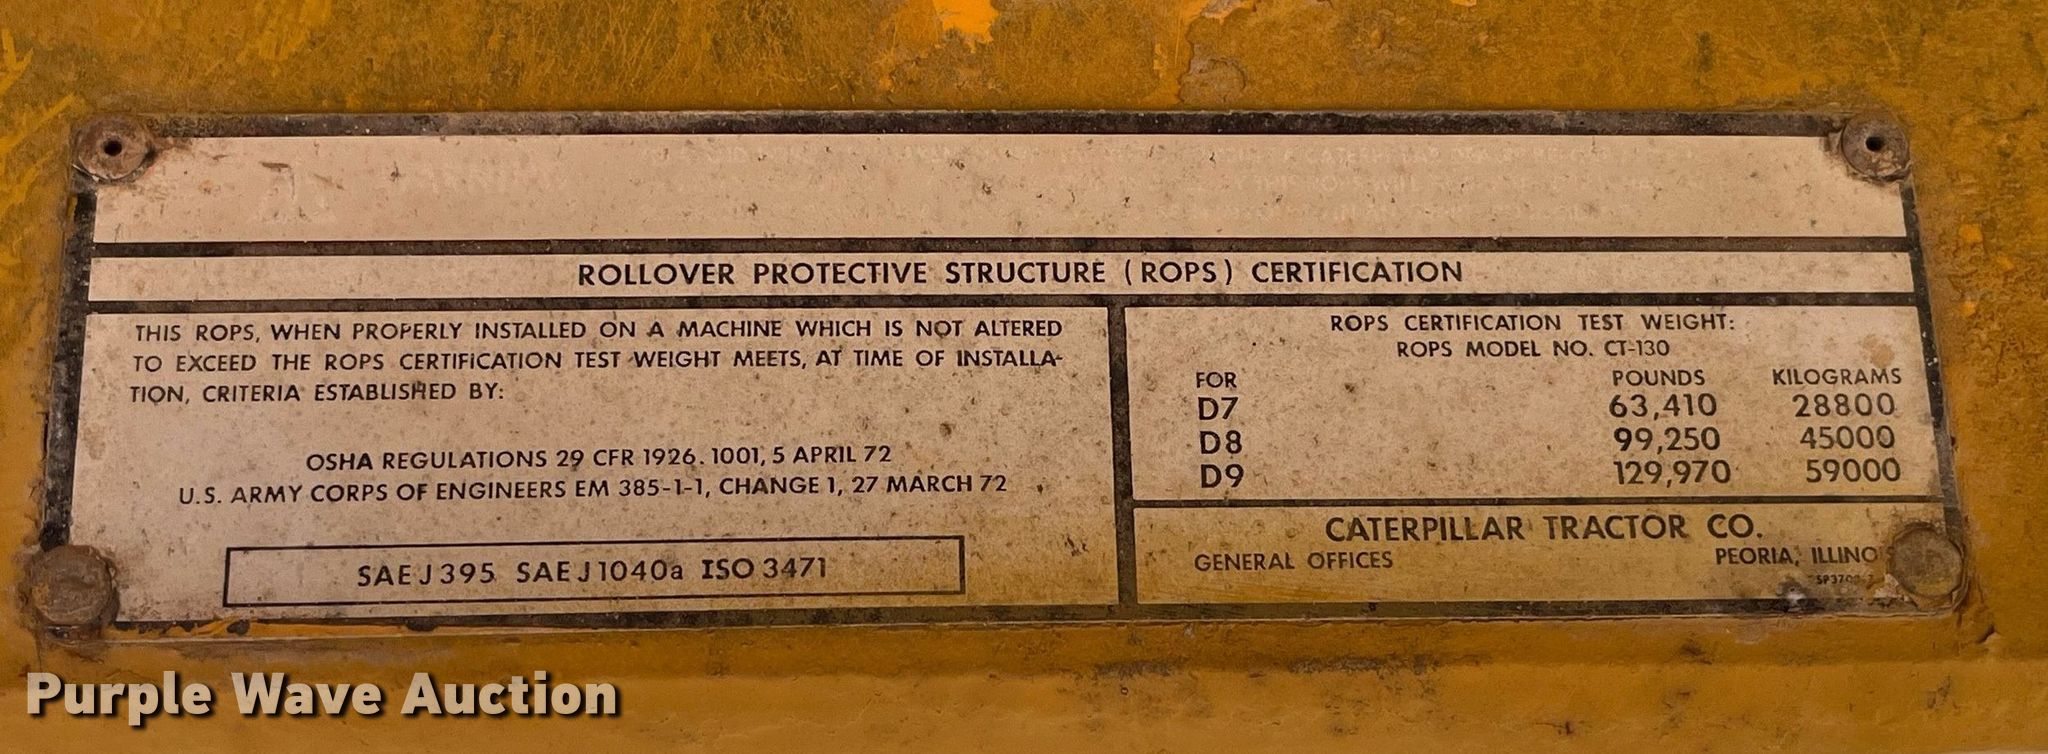 ROLLOVER PROTECTIVE STRUCTURE (ROPS) CERTIFICATION
THIS ROPS, WHEN PROPERLY INSTALLED ON A MACHINE WHICH IS NOT ALTERED
TO EXCEED THE ROPS CERTIFICATION TEST WEIGHT MEETS, AT TIME OF INSTALLA-
TION, CRITERIA ESTABLISHED BY:
OSHA REGULATIONS 29 CFR 1926.1001, 5 APRIL 72
U.S. ARMY CORPS OF ENGINEERS EM 385-1-1, CHANGE 1, 27 MARCH 72
SAE J395 SAE J1040a ISO 3471
ROPS CERTIFICATION TEST WEIGHT:
ROPS MODEL NO. CT-130
FOR POUNDS KILOGRAMS
D7 63,410 28800
D8 99,250 45000
D9 129,970 59000
CATERPILLAR TRACTOR CO.
GENERAL OFFICES PEORIA,
Purple Wave Auction